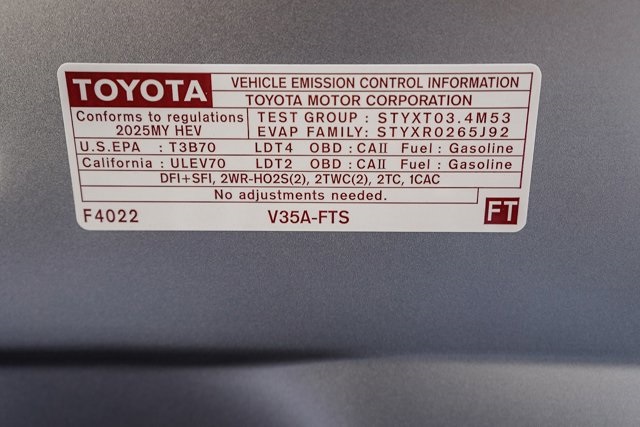 TOYOTA VEHICLE EMISSION CONTROL INFORMATION
TOYOTA MOTOR CORPORATION
Conforms to regulations
2025MY HEV
TEST GROUP : STYXT03.4M53
EVAP FAMILY: STYXR0265J92
U.S.EPA : T3B70 LDT4 OBD : CAII Fuel : Gasoline
California : ULEV70 LDT2 OBD : CAII Fuel : Gasoline
DFI+SFI, 2WR-HO2S(2), 2TWC(2), 2TC, 1CAC
No adjustments needed.
F4022 V35A-FTS FT